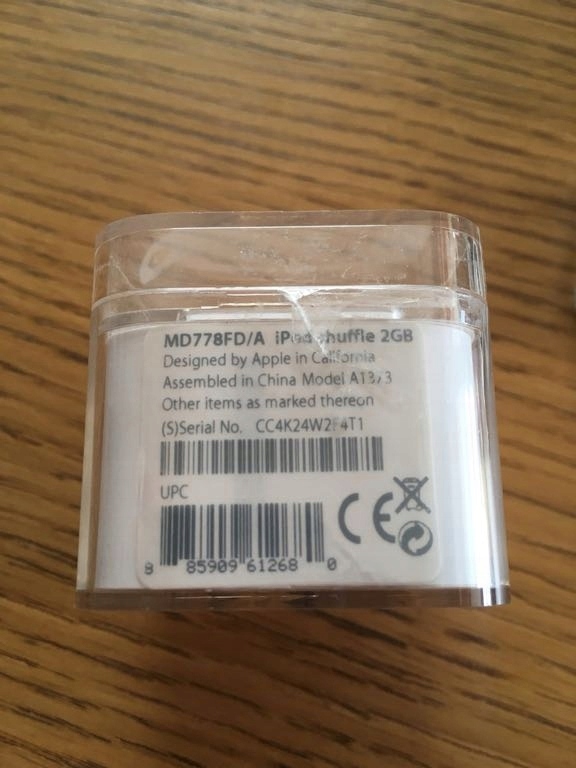 MD778FD/A iPod shuffle 2GB
Designed by Apple in California
Assembled in China Model A1373
Other items as marked thereon
(S)Serial No. CC4K24W2F4T1
UPC
8 85909 61268 0
CE